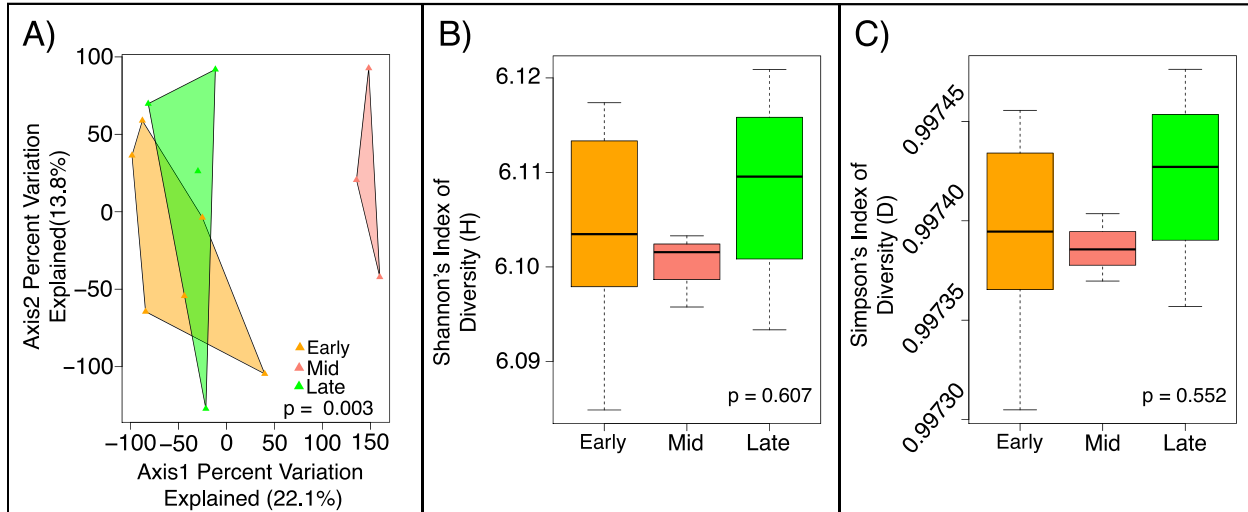 A)
Axis2 Percent Variation
Explained(13.8%)
100
50
0
−50
−100
Early
Mid
Late
p = 0.003
−100
−50
0
50
100
150
Axis1 Percent Variation
Explained (22.1%)
B)
Shannon's Index of
Diversity (H)
6.12
6.11
6.10
6.09
p = 0.607
Early
Mid
Late
C)
Simpson's Index of
Diversity (D)
0.99745
0.99740
0.99735
0.99730
p = 0.552
Early
Mid
Late